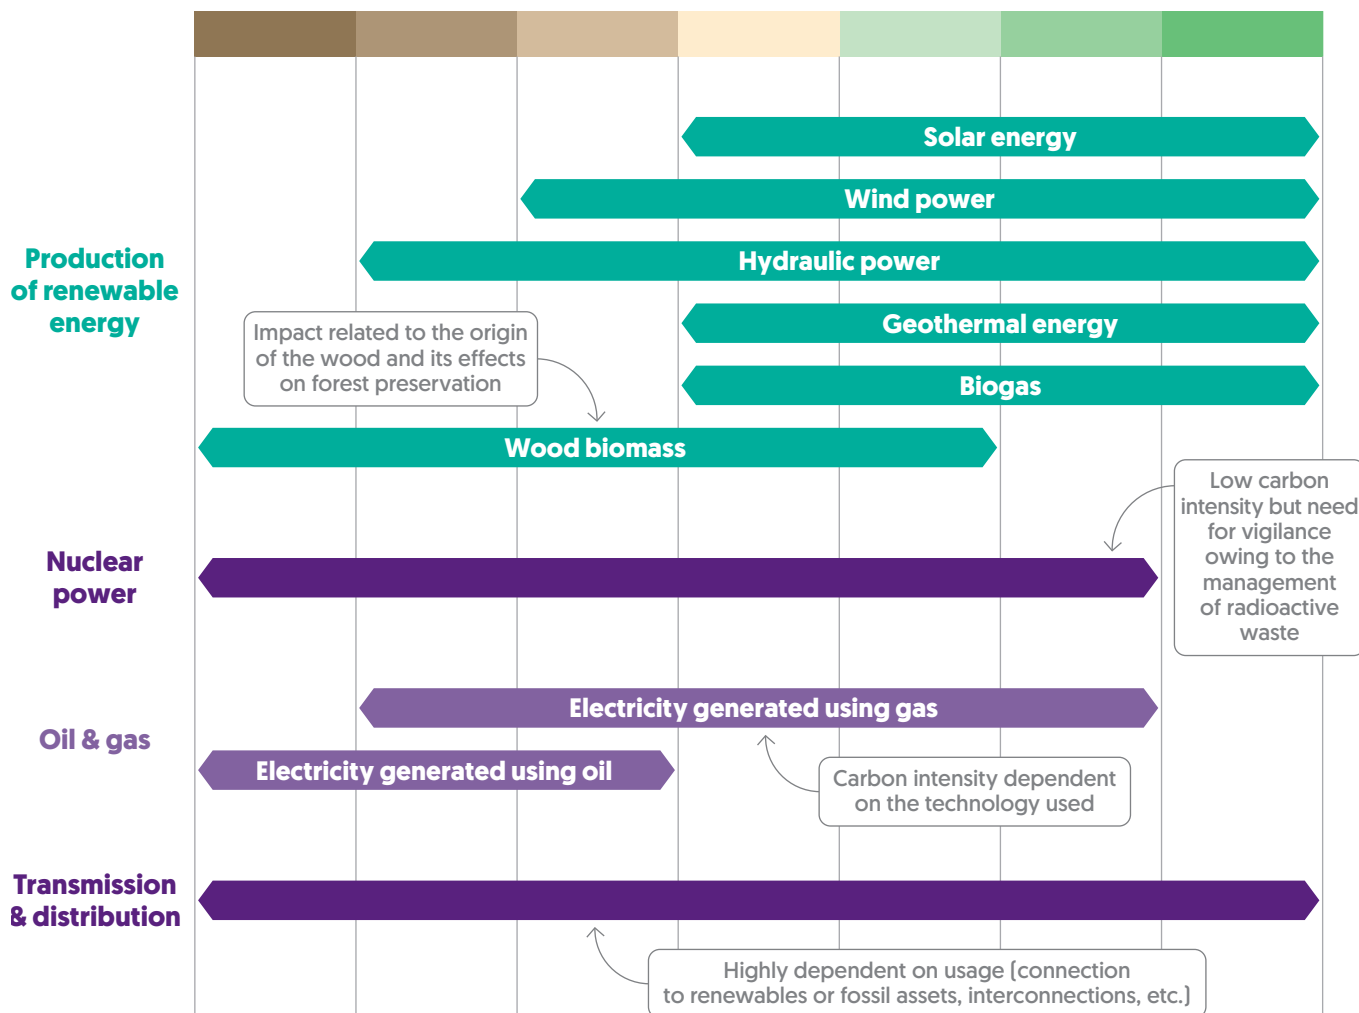 Solar energy
Wind power
Hydraulic power
Geothermal energy
Biogas
Production
of renewable
energy
Impact related to the origin
of the wood and its effects
on forest preservation
Wood biomass
Low carbon
intensity but need
for vigilance
owing to the
management
of radioactive
waste
Nuclear
power
Electricity generated using gas
Oil & gas
Electricity generated using oil
Carbon intensity dependent
on the technology used
Transmission
& distribution
Highly dependent on usage (connection
to renewables or fossil assets, interconnections, etc.)